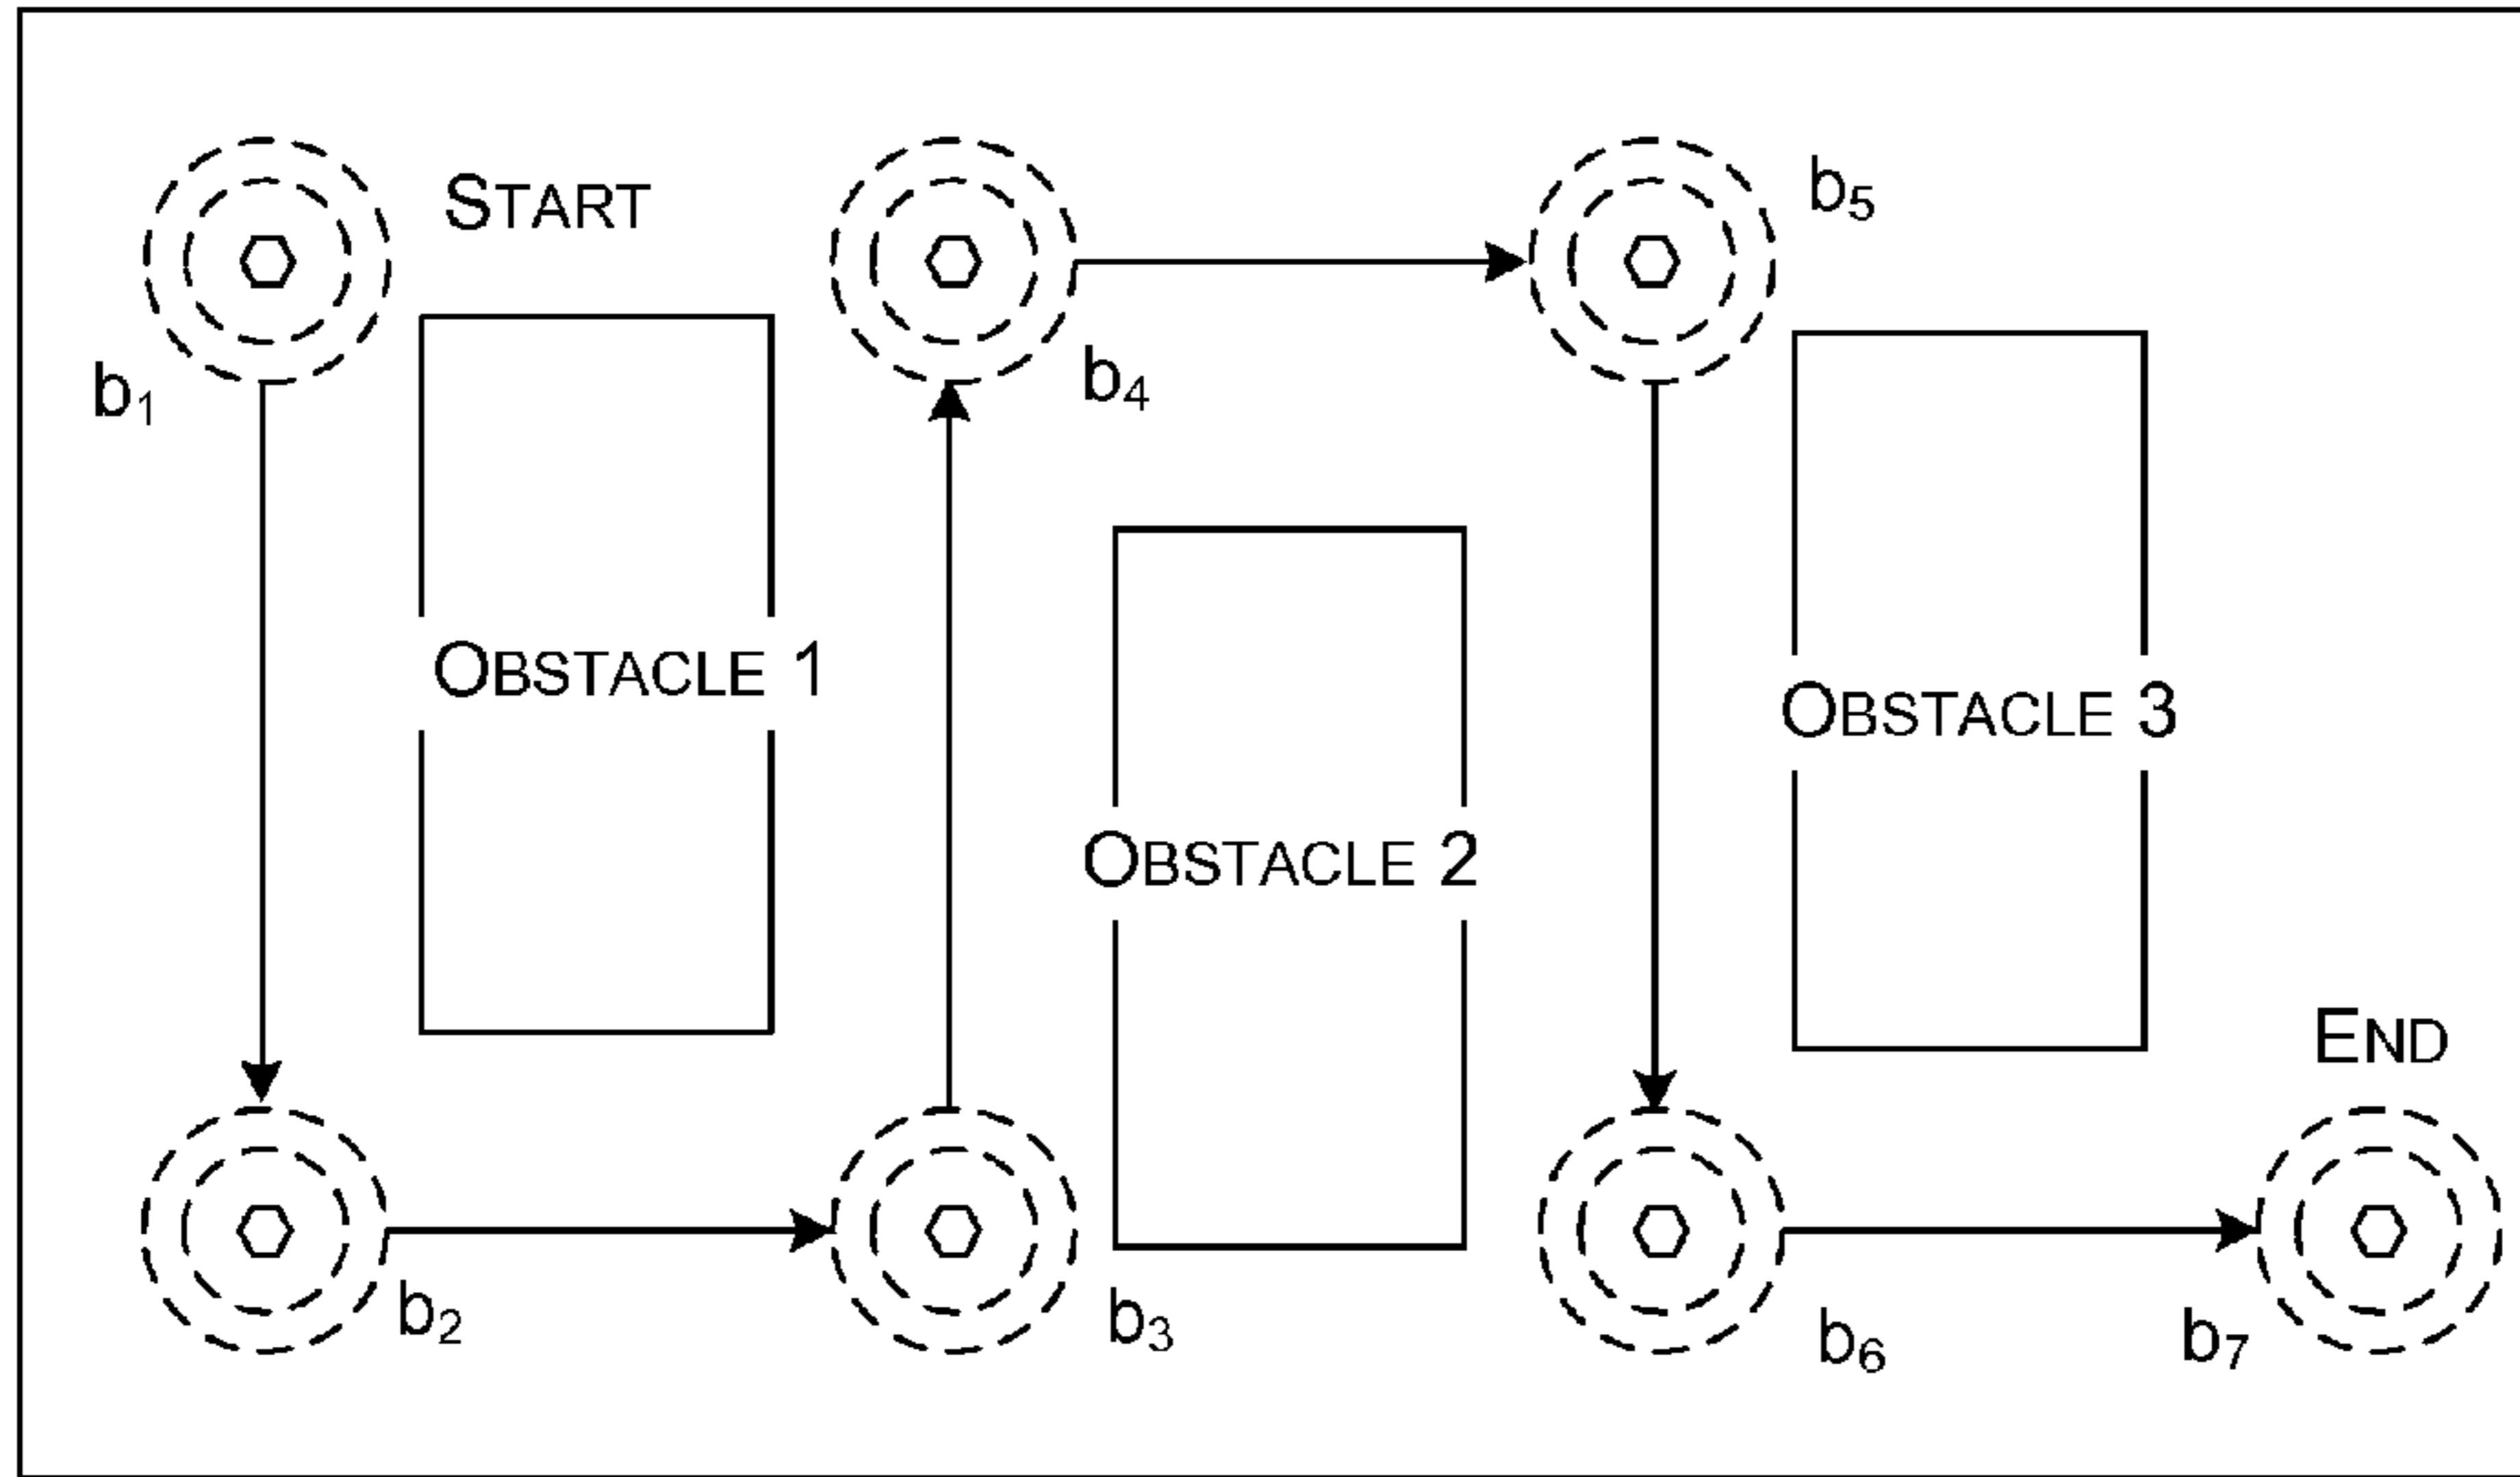 START
b₅
b₁
b₄
OBSTACLE 1
OBSTACLE 3
OBSTACLE 2
END
b₂
b₃
b₆
b₇